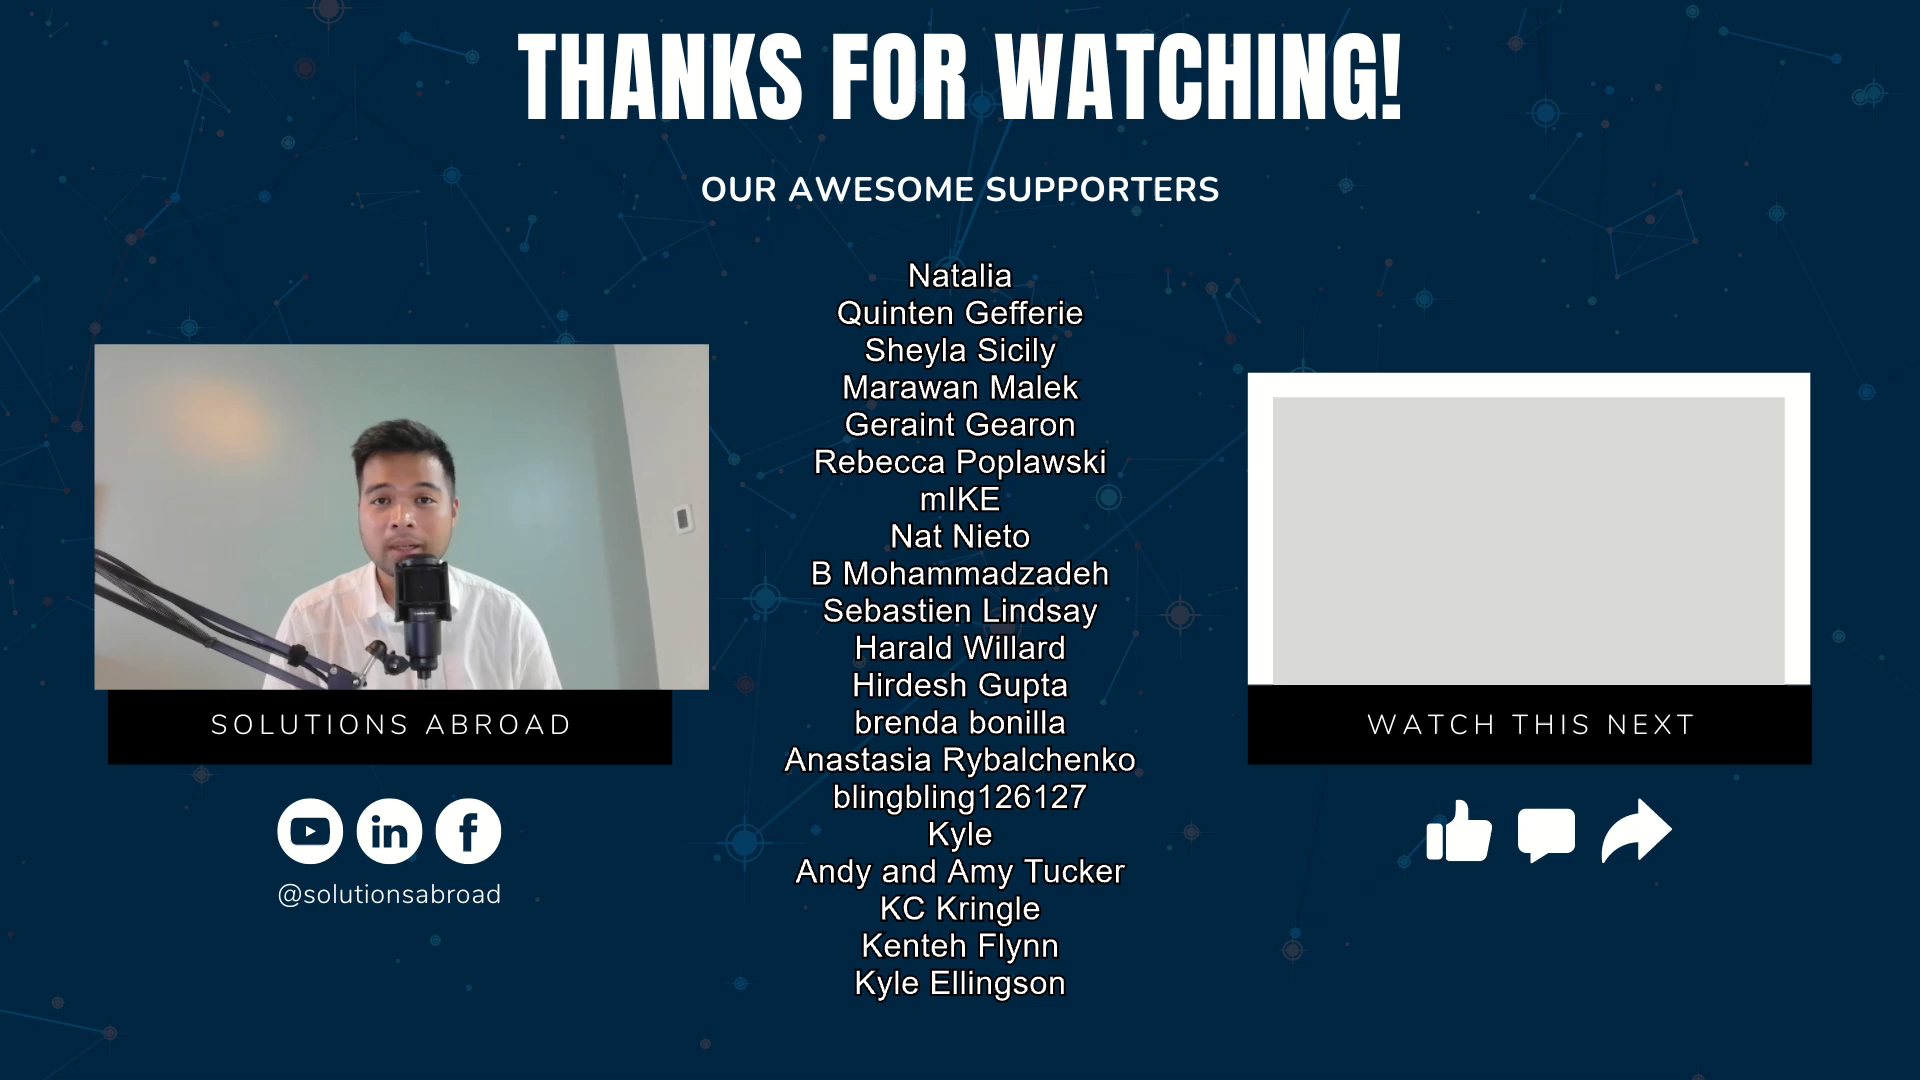 THANKS FOR WATCHING!
OUR AWESOME SUPPORTERS
Natalia
Quinten Gefferie
Sheyla Sicily
Marawan Malek
Geraint Gearon
Rebecca Poplawski
mIKE
Nat Nieto
B Mohammadzadeh
Sebastien Lindsay
Harald Willard
Hirdesh Gupta
brenda bonilla
Anastasia Rybalchenko
blingbling126127
Kyle
Andy and Amy Tucker
KC Kringle
Kenteh Flynn
Kyle Ellingson
SOLUTIONS ABROAD
in f
@solutionsabroad
WATCH THIS NEXT